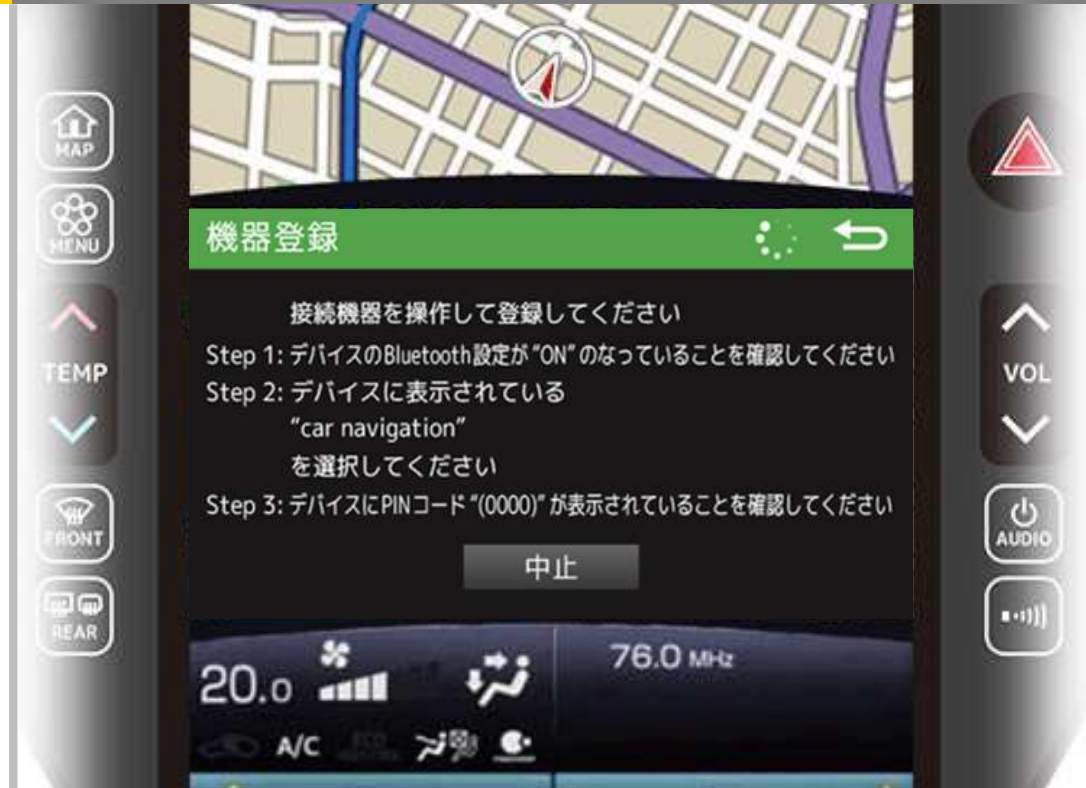 MAP
MENU
TEMP
FRONT
REAR
機器登録
接続機器を操作して登録してください
Step 1: デバイスのBluetooth設定が“ON”のなっていることを確認してください
Step 2: デバイスに表示されている
“car navigation”
を選択してください
Step 3: デバイスにPINコード“(0000)”が表示されていることを確認してください
中止
20.0
76.0 MHz
A/C
ECO
VOL
AUDIO